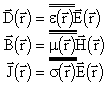 D⃗(r⃗) = ε̿(r⃗)E⃗(r⃗)
B⃗(r⃗) = μ̿(r⃗)H⃗(r⃗)
J⃗(r⃗) = σ̿(r⃗)E⃗(r⃗)